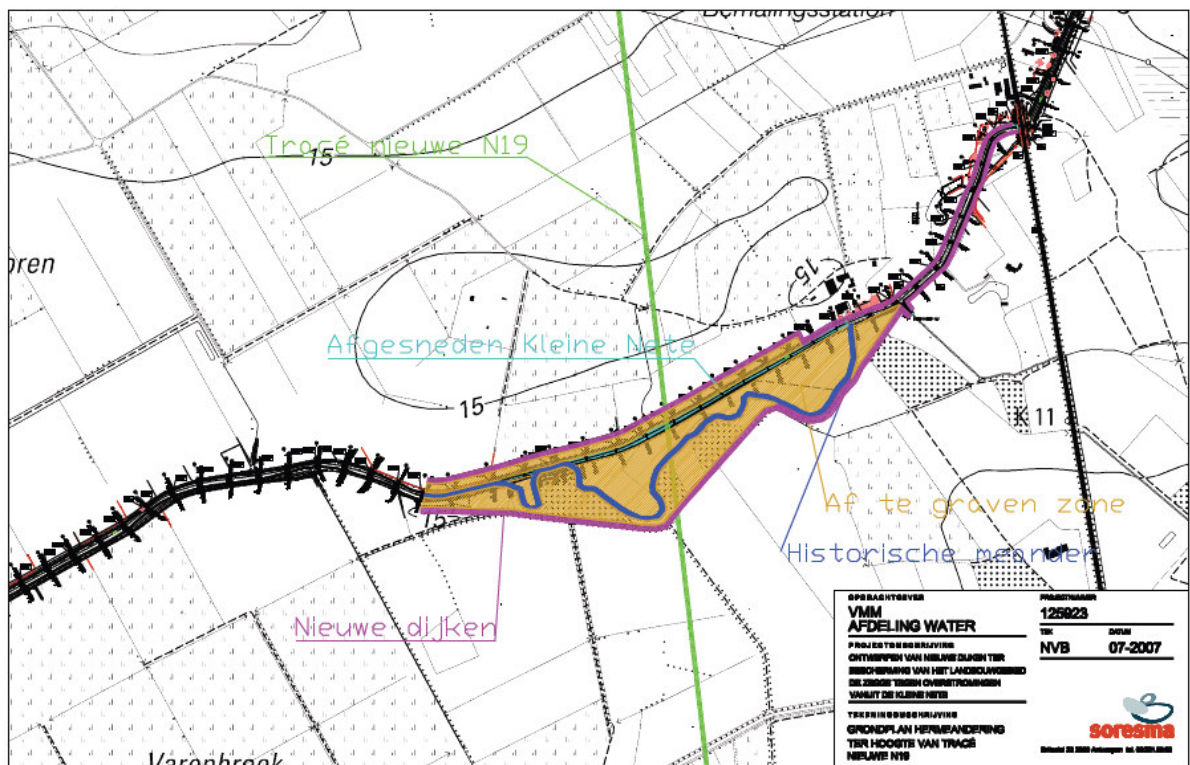 Bemalingsstation
Tracé nieuwe N19
15
15
Afgesneden Kleine Nete
15
K 11
15
Af te graven zone
Historische meander
Nieuwe dijken
OPDRACHTGEVER
VMM
AFDELING WATER
PROJECTNUMMER
125923
TEK
DATUM
NVB
07-2007
PROJECTOMSCHRIJVING
ONTWERPEN VAN NIEUWE DIJKEN TER
BESCHERMING VAN HET LANDBOUWGEBIED
DE ZEGGE TEGEN OVERSTROMINGEN
VANUIT DE KLEINE NETE
TEKENINGOMSCHRIJVING
GRONDPLAN HERMEANDERING
TER HOOGTE VAN TRACÉ
NIEUWE N19
soresma